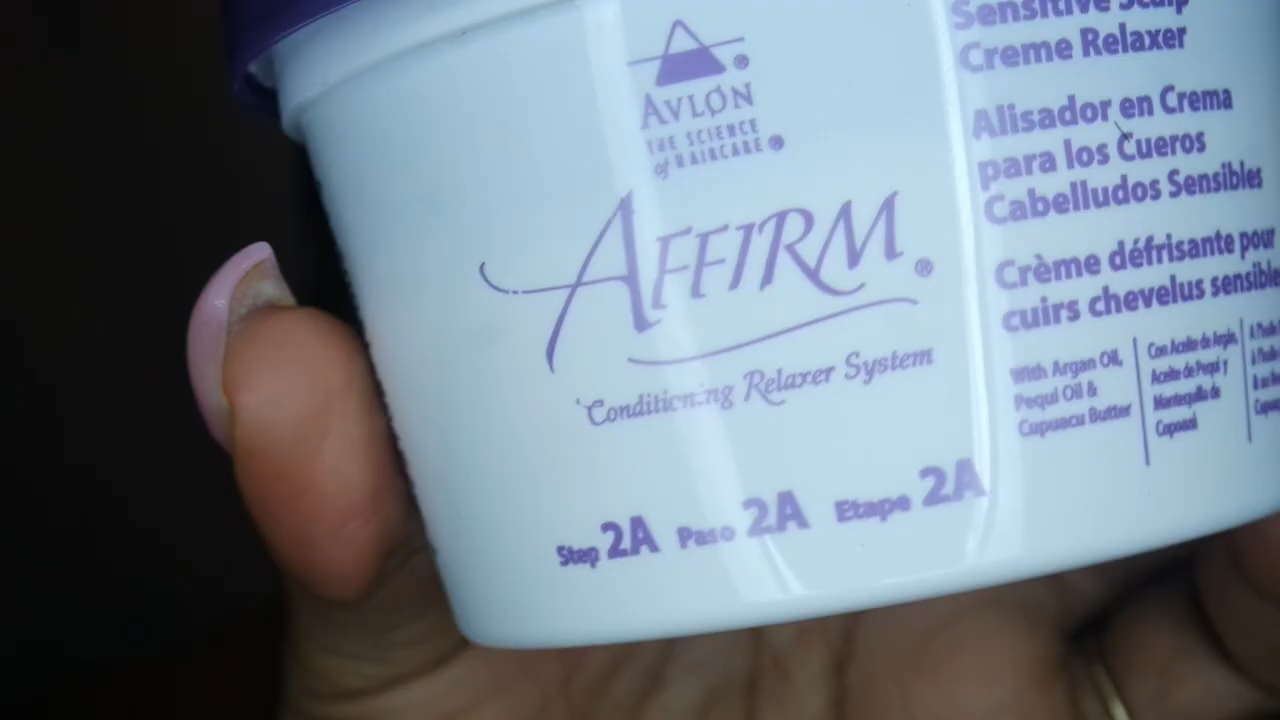 AVLON®
THE SCIENCE
of HAIRCARE®
AFFIRM®
Conditioning Relaxer System
Step 2A Paso 2A Etape 2A
Sensitive Scalp
Creme Relaxer
Alisador en Crema
para los Cueros
Cabelludos Sensibles
Crème défrisante pour
cuirs chevelus sensible
With Argan Oil,
Pequi Oil &
Cupuacu Butter
Con Aceite de Argán,
Aceite de Pequi y
Mantequilla de